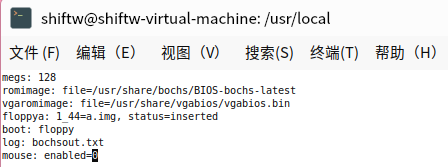 shiftw@shiftw-virtual-machine: /usr/local
文件 (F) 编辑（E） 视图（V） 搜索(S) 终端(T) 帮助（H）
megs: 128
romimage: file=/usr/share/bochs/BIOS-bochs-latest
vgaromimage: file=/usr/share/vgabios/vgabios.bin
floppya: 1_44=a.img, status=inserted
boot: floppy
log: bochsout.txt
mouse: enabled=0